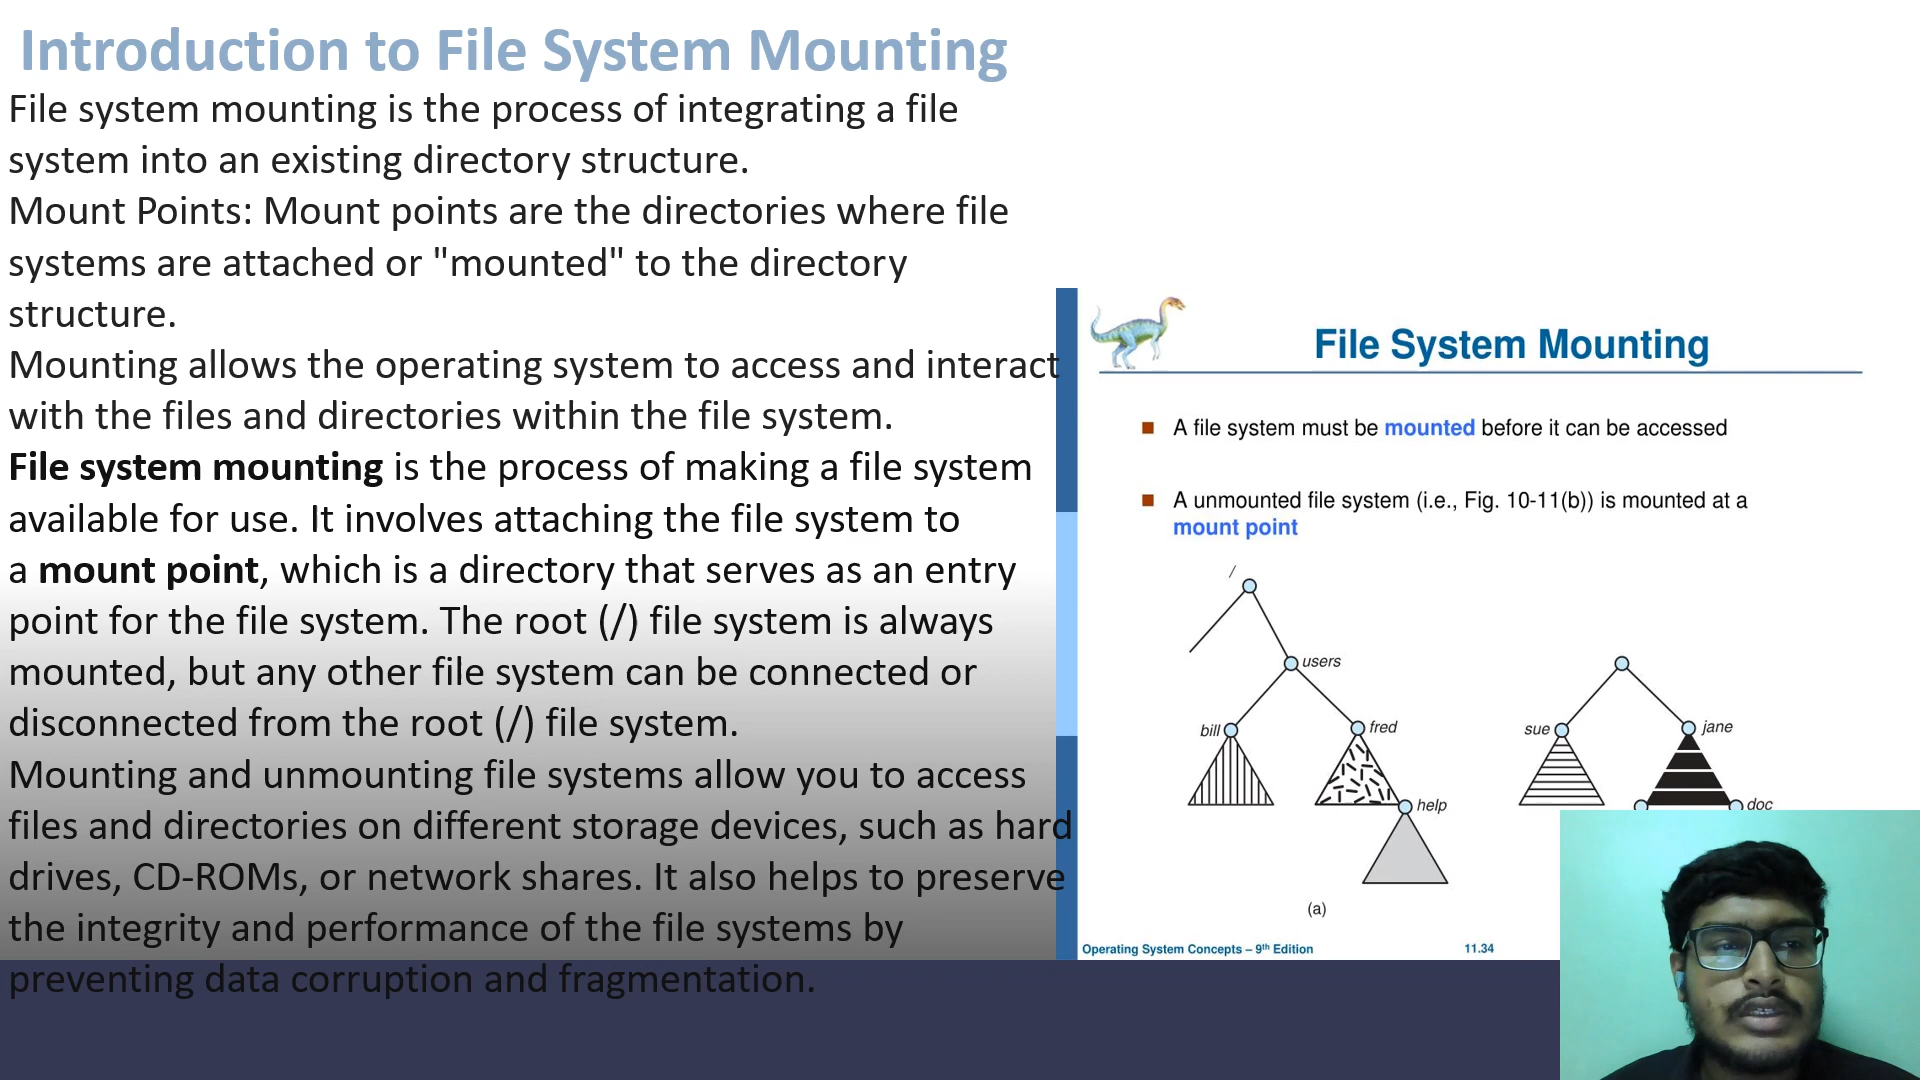 Introduction to File System Mounting
File system mounting is the process of integrating a file
system into an existing directory structure.
Mount Points: Mount points are the directories where file
systems are attached or "mounted" to the directory
structure.
Mounting allows the operating system to access and interact
with the files and directories within the file system.
File system mounting is the process of making a file system
available for use. It involves attaching the file system to
a mount point, which is a directory that serves as an entry
point for the file system. The root (/) file system is always
mounted, but any other file system can be connected or
disconnected from the root (/) file system.
Mounting and unmounting file systems allow you to access
files and directories on different storage devices, such as hard
drives, CD-ROMs, or network shares. It also helps to preserve
the integrity and performance of the file systems by
preventing data corruption and fragmentation.
File System Mounting
A file system must be mounted before it can be accessed
A unmounted file system (i.e., Fig. 10-11(b)) is mounted at a
mount point
/
users
bill
fred
sue
jane
help
doc
(a)
Operating System Concepts – 9th Edition
11.34